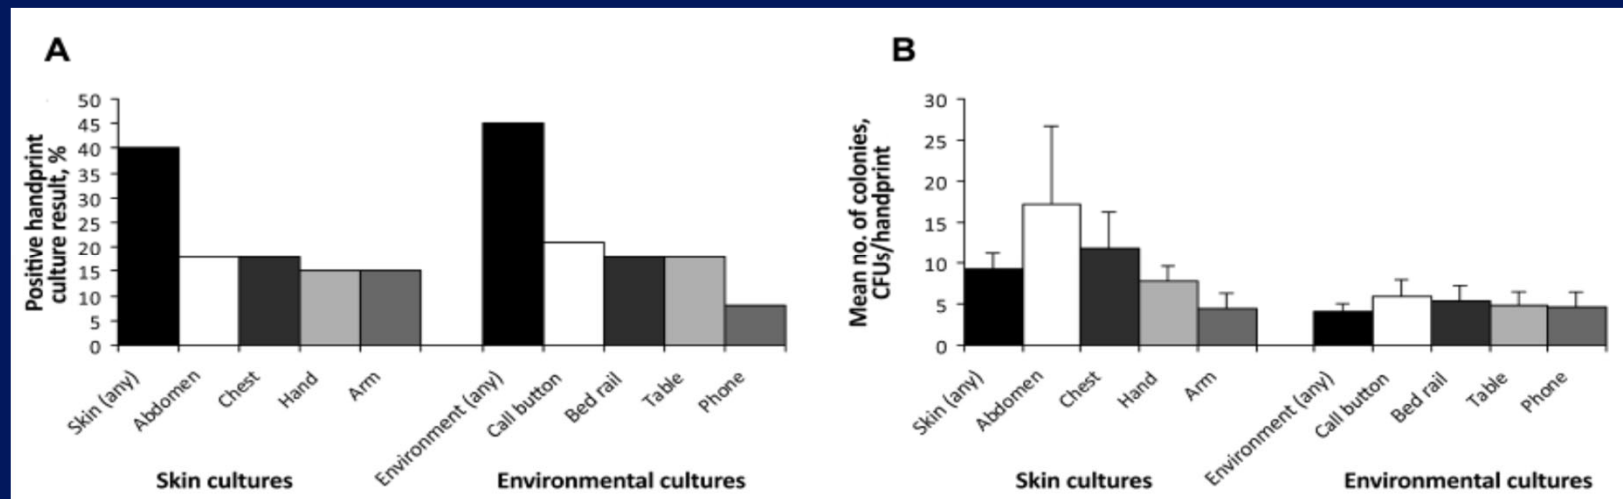 A
Positive handprint
culture result, %
50
45
40
35
30
25
20
15
10
5
0
Skin (any)
Abdomen
Chest
Hand
Arm
Environment (any)
Call button
Bed rail
Table
Phone
Skin cultures
Environmental cultures
B
Mean no. of colonies,
CFUs/handprint
30
25
20
15
10
5
0
Skin (any)
Abdomen
Chest
Hand
Arm
Environment (any)
Call button
Bed rail
Table
Phone
Skin cultures
Environmental cultures